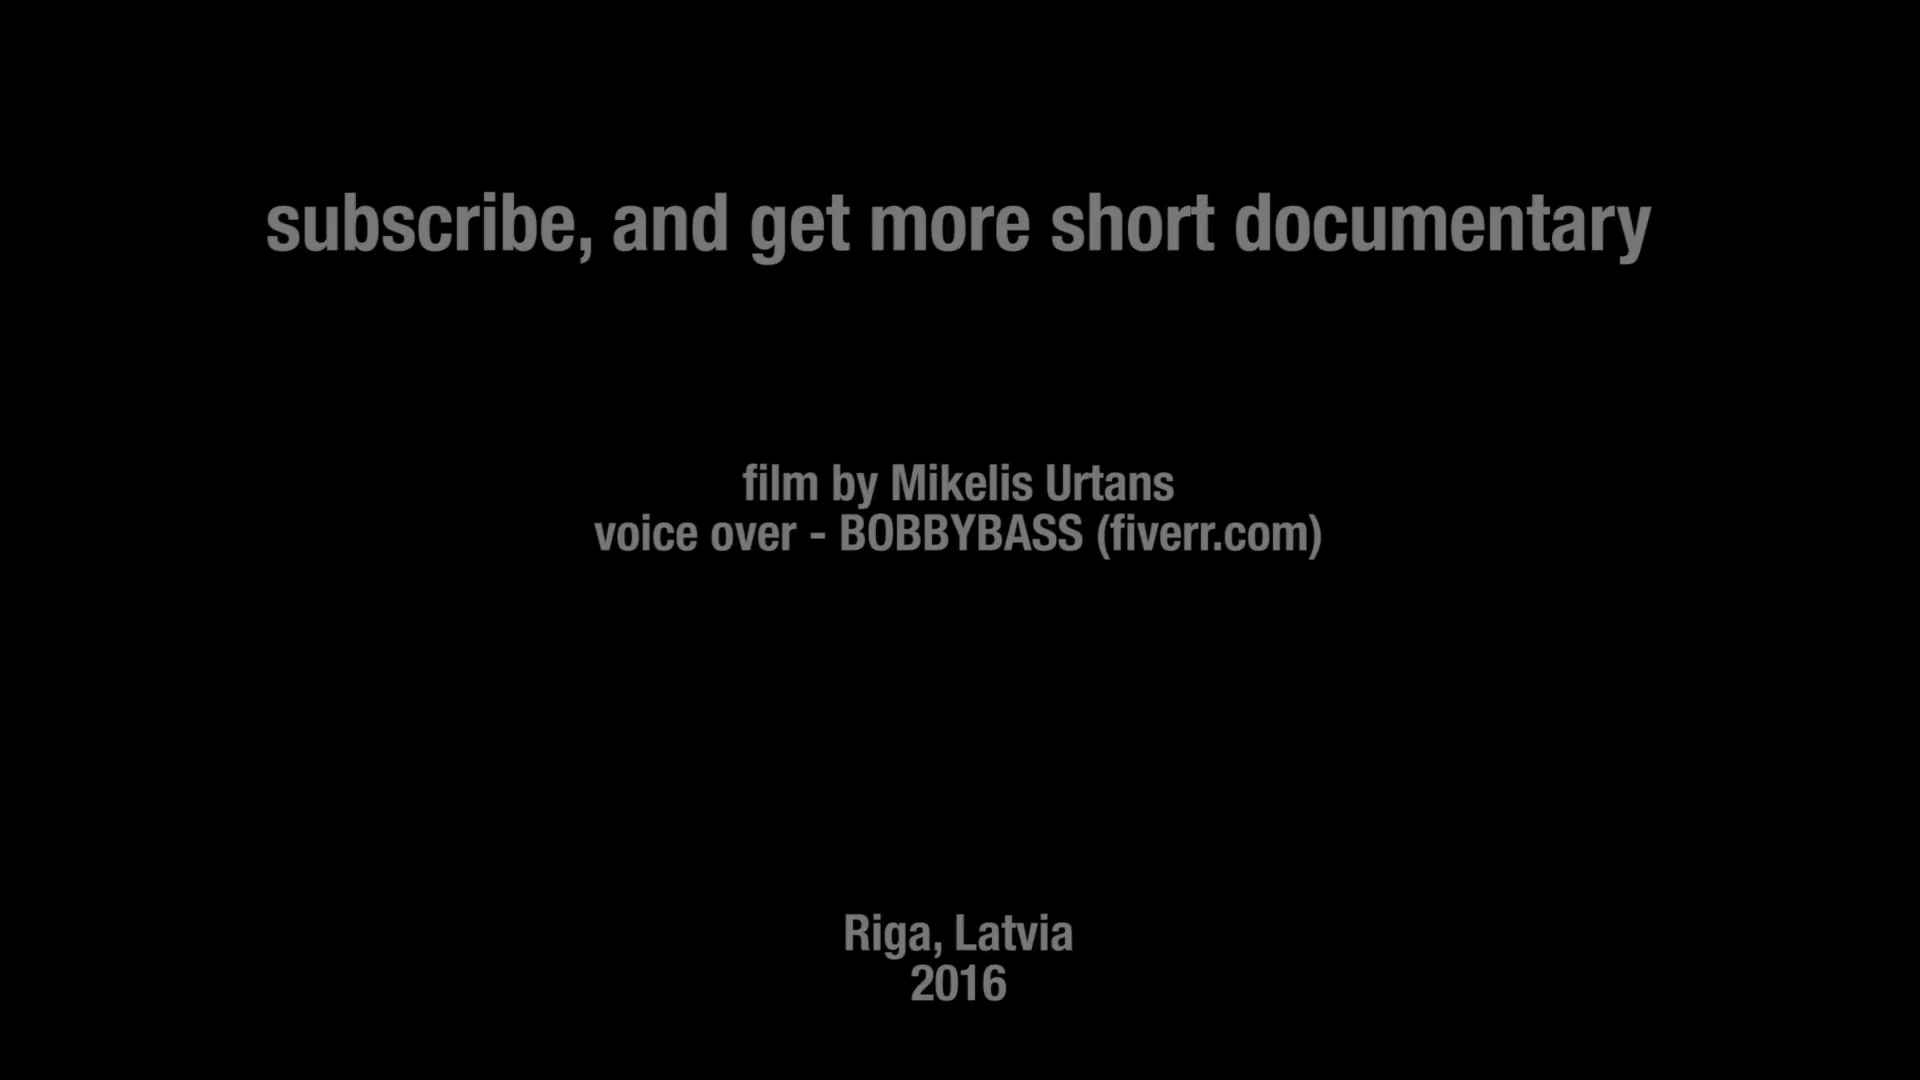 subscribe, and get more short documentary
film by Mikelis Urtans
voice over - BOBBYBASS (fiverr.com)
Riga, Latvia
2016